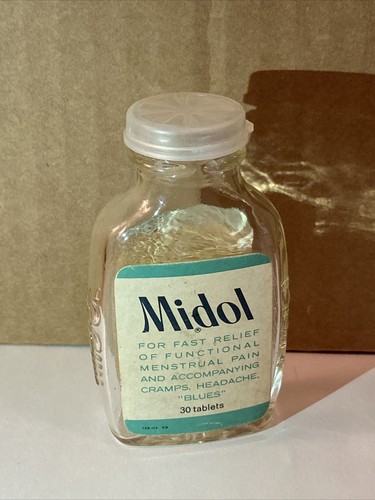 Midol
®
FOR FAST RELIEF
OF FUNCTIONAL
MENSTRUAL PAIN
AND ACCOMPANYING
CRAMPS, HEADACHE,
"BLUES"
30 tablets